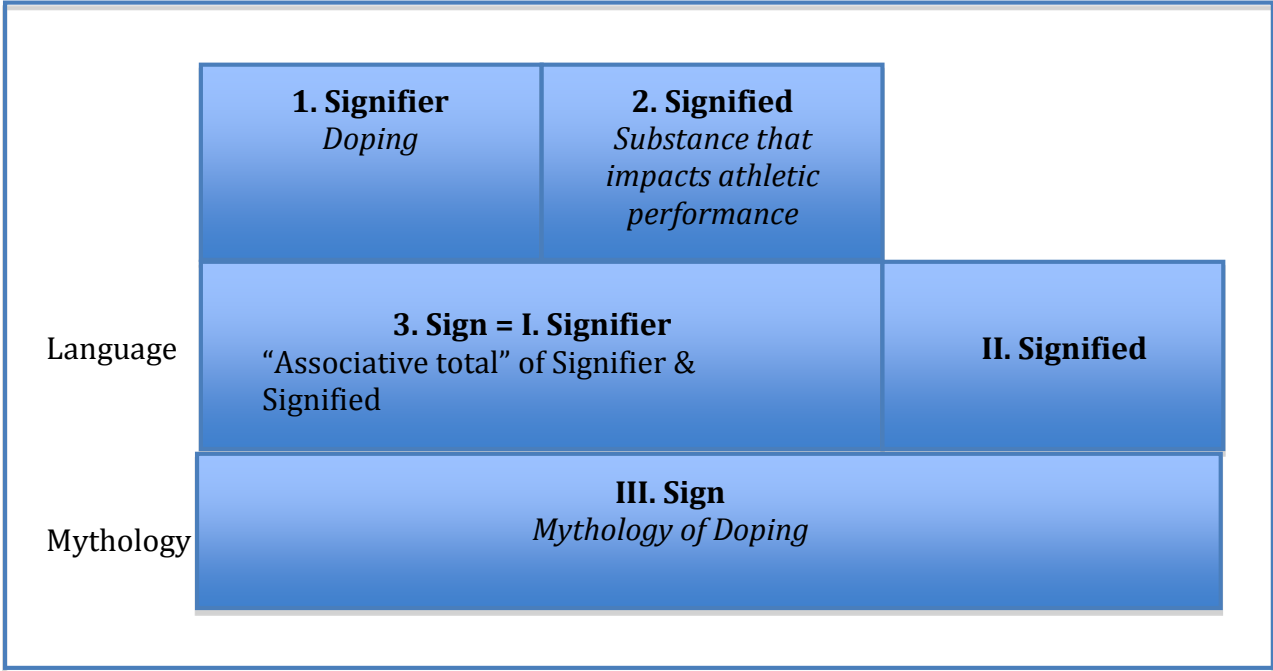 1. Signifier
Doping
2. Signified
Substance that
impacts athletic
performance
Language
3. Sign = I. Signifier
“Associative total” of Signifier &
Signified
II. Signified
Mythology
III. Sign
Mythology of Doping